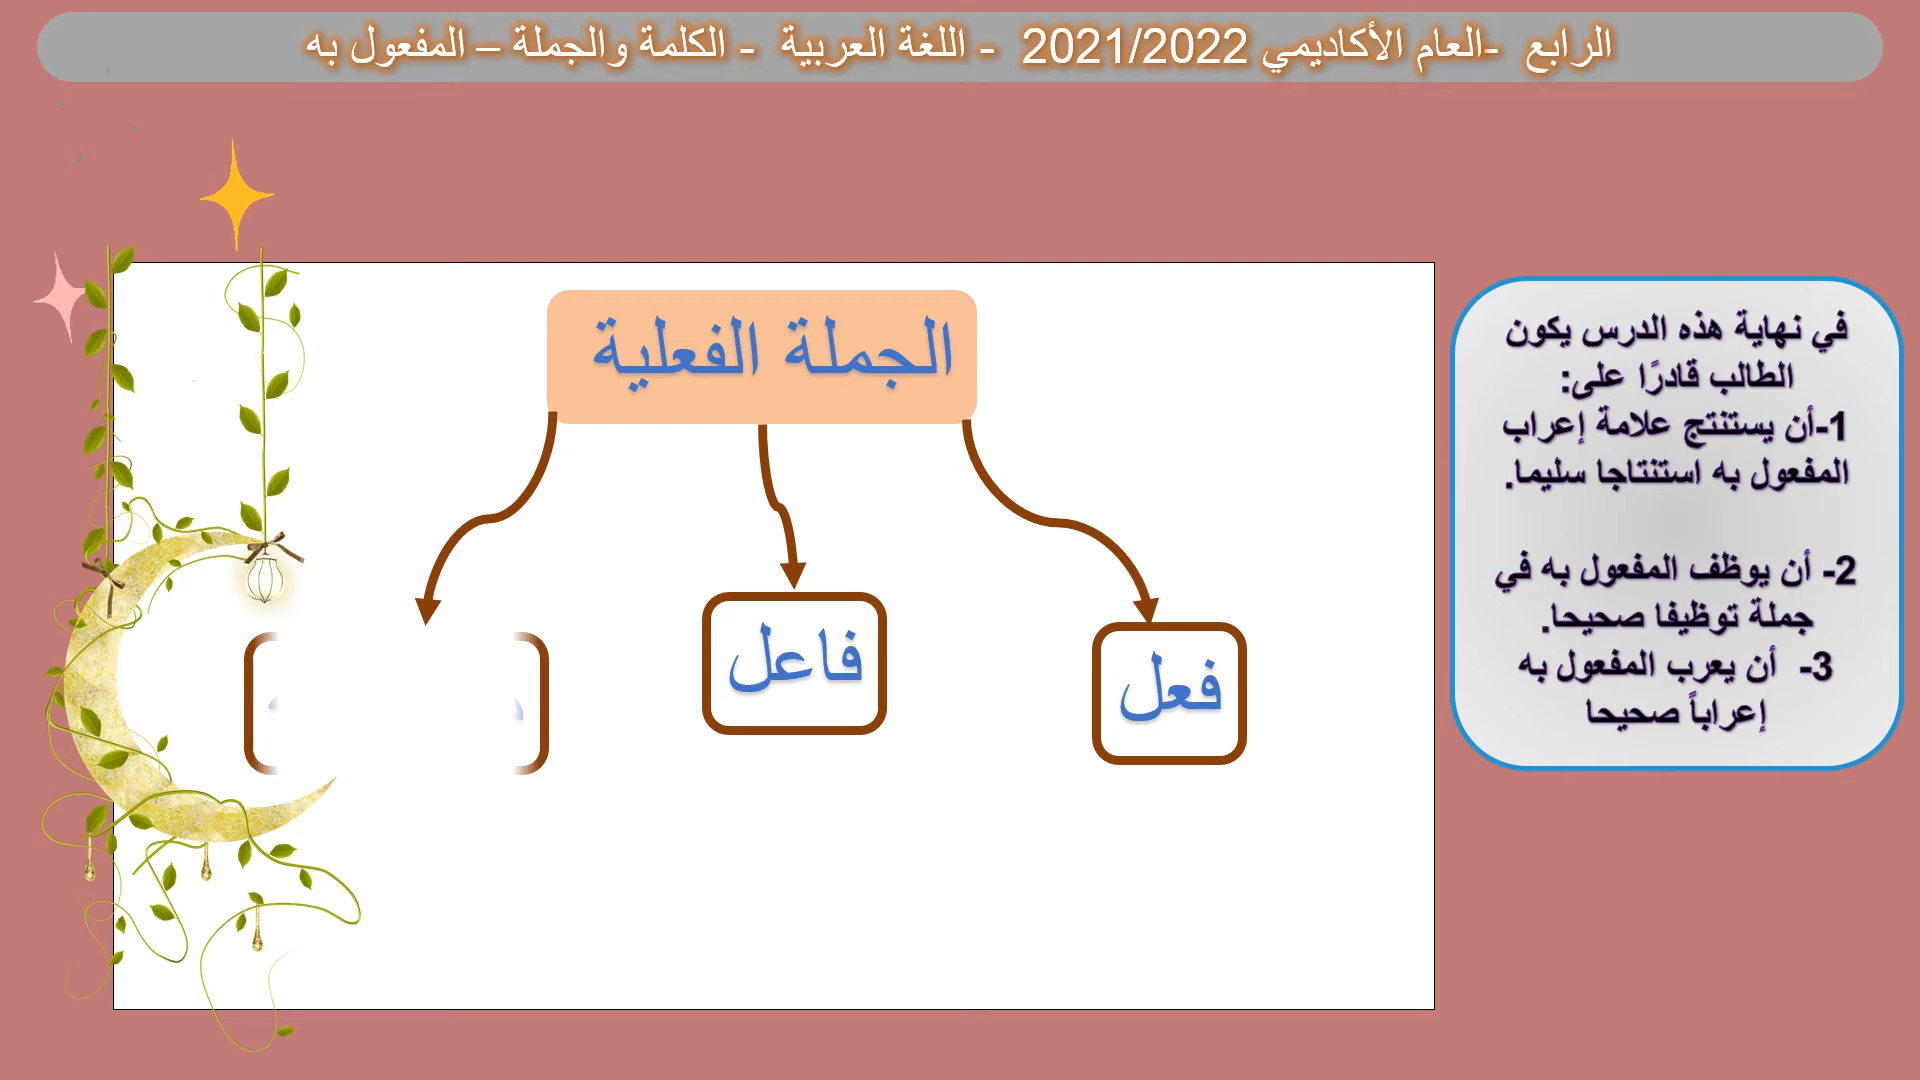 الرابع -العام الأكاديمي 2021/2022 - اللغة العربية - الكلمة والجملة – المفعول به
الجملة الفعلية
فعل
فاعل
في نهاية هذه الدرس يكون
الطالب قادرًا على:
1-أن يستنتج علامة إعراب
المفعول به استنتاجا سليما.
2- أن يوظف المفعول به في
جملة توظيفا صحيحا.
3- أن يعرب المفعول به
إعراباً صحيحا